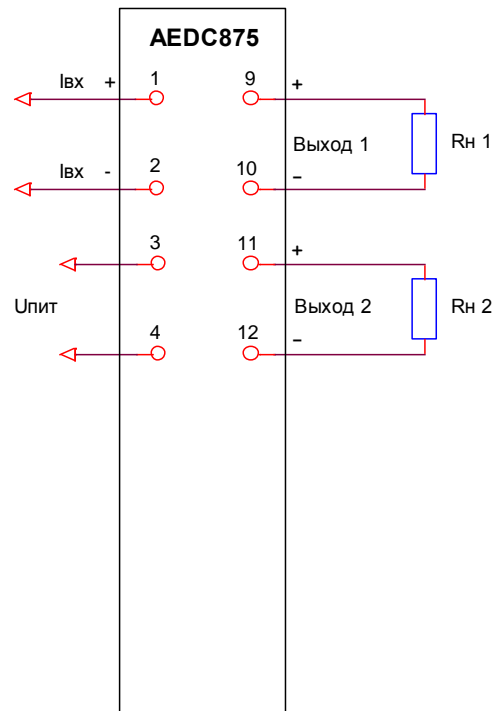 AEDC875
Iвх + 1 9 +
Выход 1 Rн 1
Iвх - 2 10 −
3 11 +
Uпит Выход 2 Rн 2
4 12 −